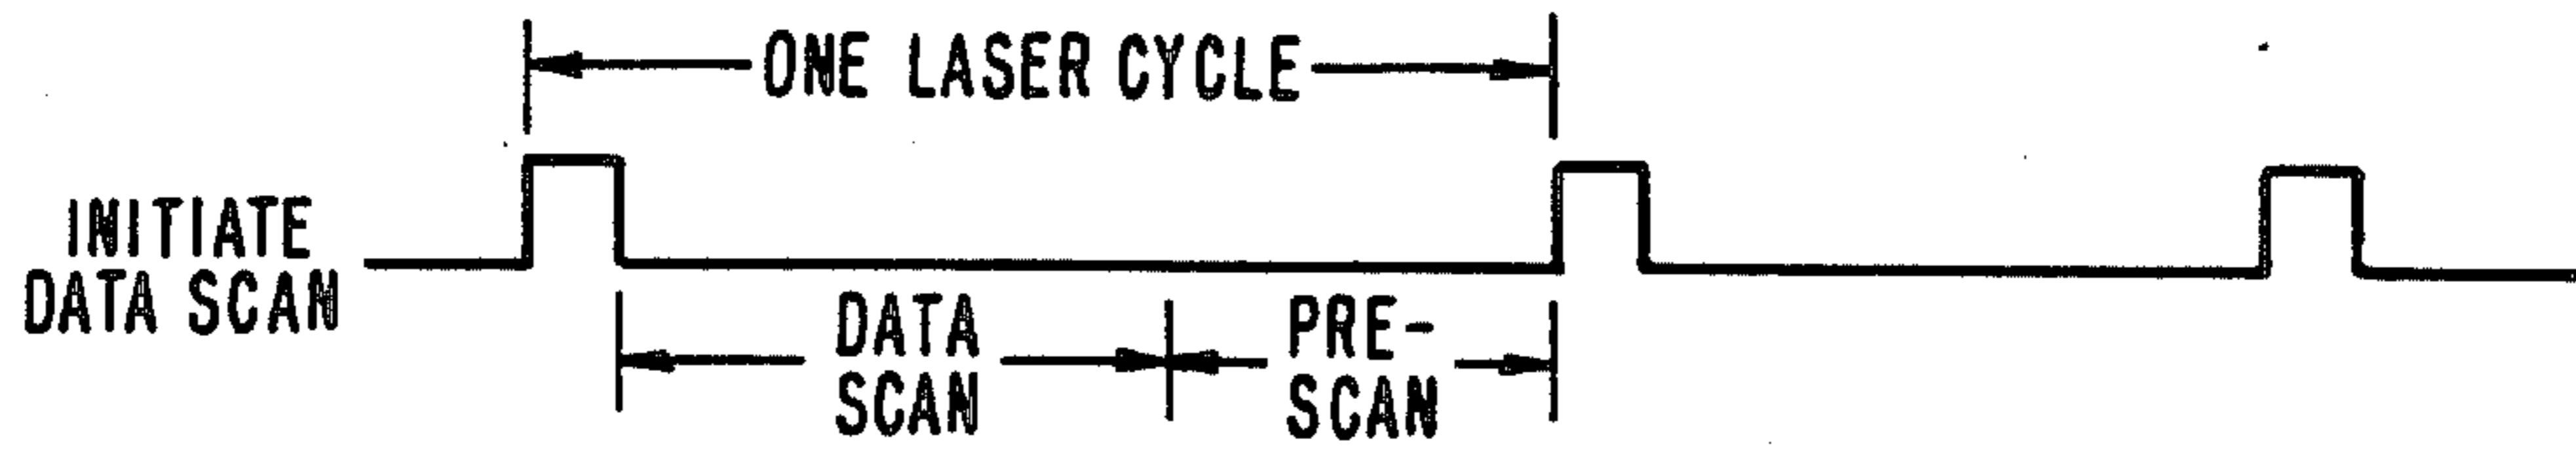 ONE LASER CYCLE
INITIATE
DATA SCAN
DATA
SCAN
PRE-
SCAN